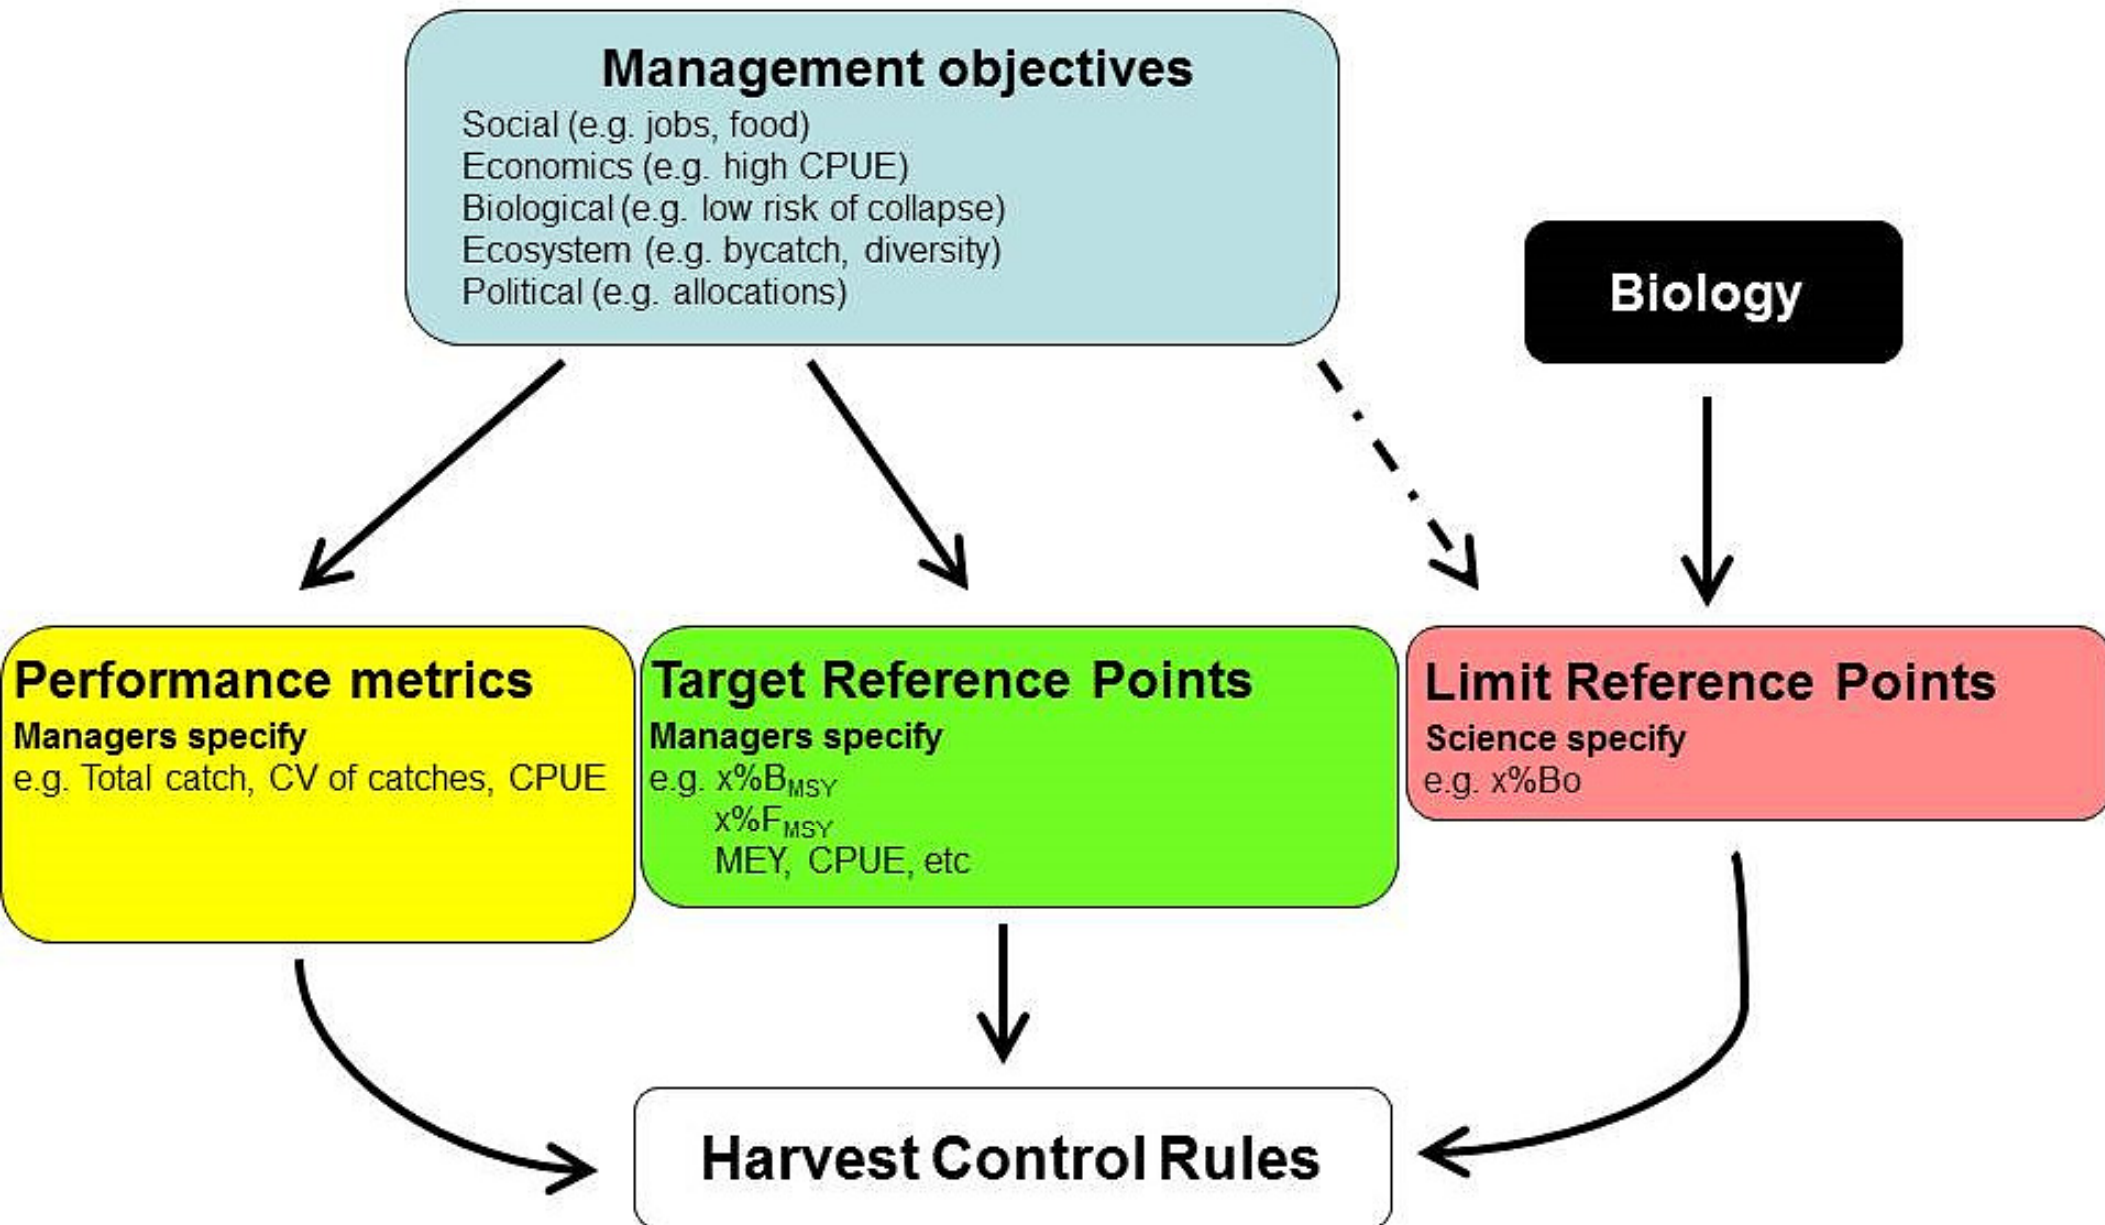 Management objectives
Social (e.g. jobs, food)
Economics (e.g. high CPUE)
Biological (e.g. low risk of collapse)
Ecosystem (e.g. bycatch, diversity)
Political (e.g. allocations)
Biology
Performance metrics
Managers specify
e.g. Total catch, CV of catches, CPUE
Target Reference Points
Managers specify
e.g. x%BMSY
x%FMSY
MEY, CPUE, etc
Limit Reference Points
Science specify
e.g. x%Bo
Harvest Control Rules